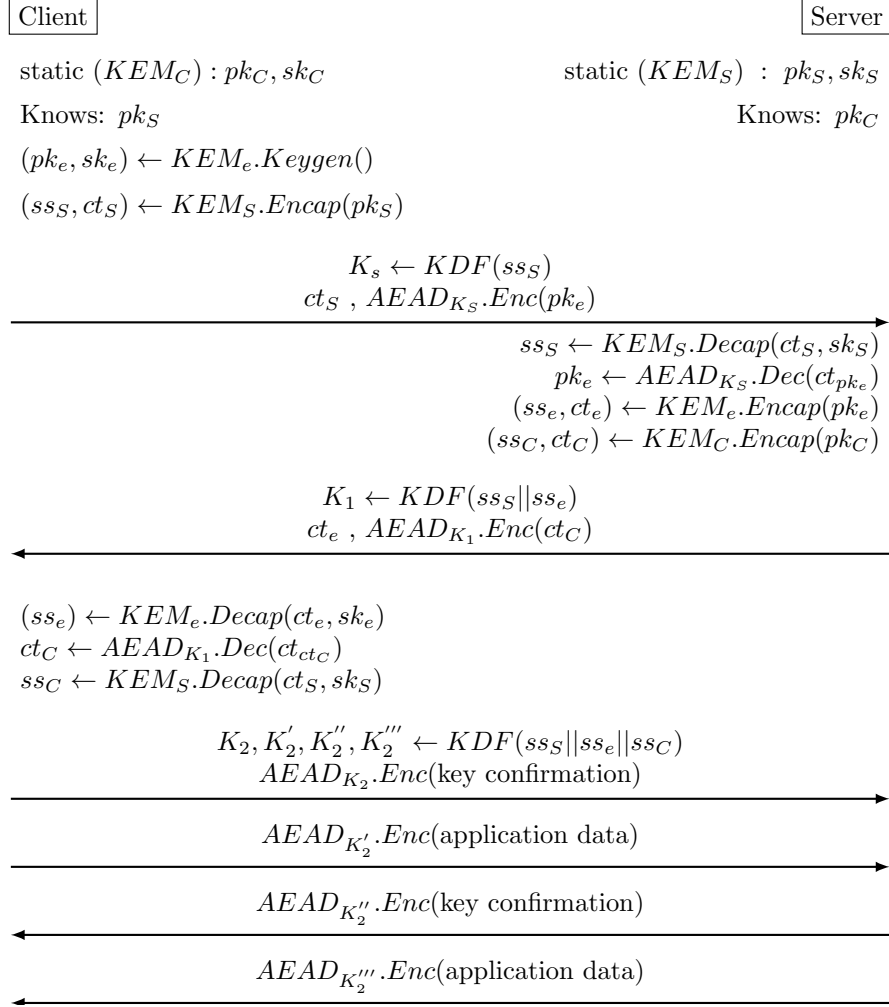 Client Server
static (KEM_C) : pk_C, sk_C static (KEM_S) : pk_S, sk_S
Knows: pk_S Knows: pk_C
(pk_e, sk_e) ← KEM_e.Keygen()
(ss_S, ct_S) ← KEM_S.Encap(pk_S)
K_s ← KDF(ss_S)
ct_S , AEAD_{K_S}.Enc(pk_e)
ss_S ← KEM_S.Decap(ct_S, sk_S)
pk_e ← AEAD_{K_S}.Dec(ct_{pk_e})
(ss_e, ct_e) ← KEM_e.Encap(pk_e)
(ss_C, ct_C) ← KEM_C.Encap(pk_C)
K_1 ← KDF(ss_S||ss_e)
ct_e , AEAD_{K_1}.Enc(ct_C)
(ss_e) ← KEM_e.Decap(ct_e, sk_e)
ct_C ← AEAD_{K_1}.Dec(ct_{ct_C})
ss_C ← KEM_S.Decap(ct_S, sk_S)
K_2, K_2^{'}, K_2^{''}, K_2^{'''} ← KDF(ss_S||ss_e||ss_C)
AEAD_{K_2}.Enc(key confirmation)
AEAD_{K_2^{'}}.Enc(application data)
AEAD_{K_2^{''}}.Enc(key confirmation)
AEAD_{K_2^{'''}}.Enc(application data)